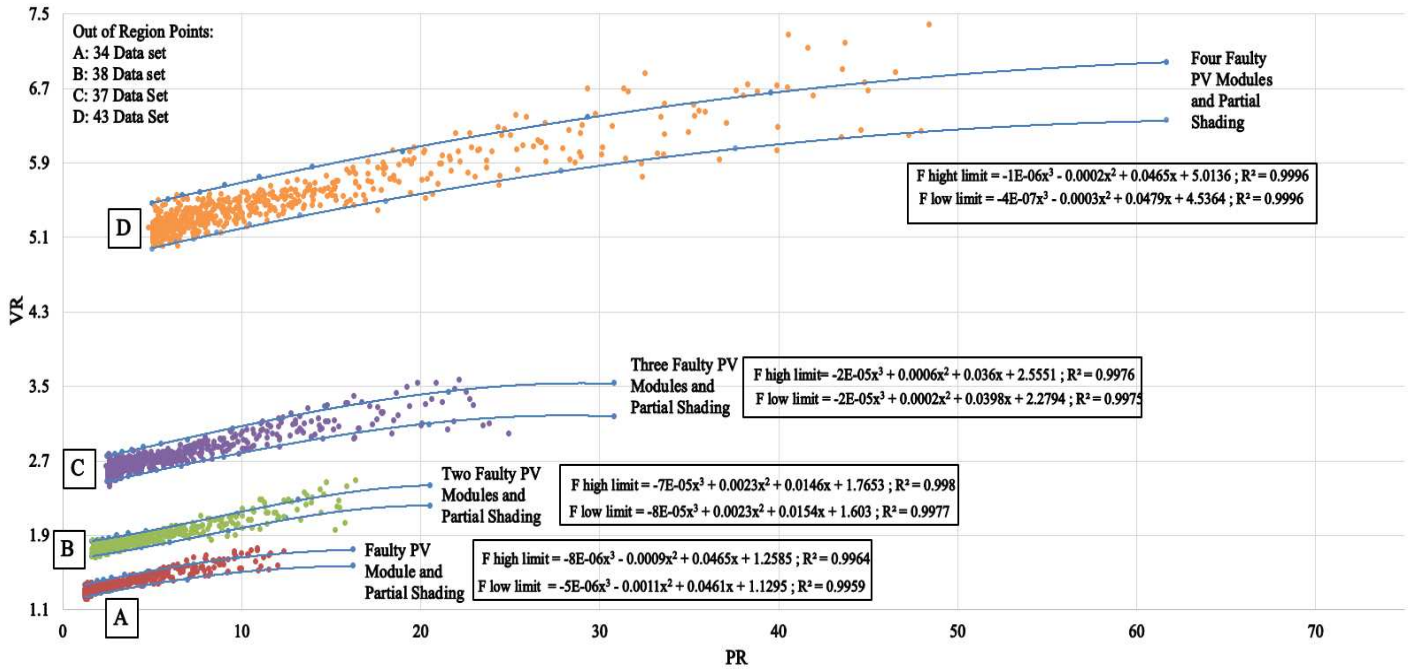 7.5
6.7
5.9
5.1
4.3
3.5
2.7
1.9
1.1
VR
Out of Region Points:
A: 34 Data set
B: 38 Data set
C: 37 Data Set
D: 43 Data Set
Four Faulty
PV Modules
and Partial
Shading
F hight limit = -1E-06x³ - 0.0002x² + 0.0465x + 5.0136 ; R² = 0.9996
F low limit = -4E-07x³ - 0.0003x² + 0.0479x + 4.5364 ; R² = 0.9996
D
Three Faulty PV
Modules and
Partial Shading
F high limit= -2E-05x³ + 0.0006x² + 0.036x + 2.5551 ; R² = 0.9976
F low limit = -2E-05x³ + 0.0002x² + 0.0398x + 2.2794 ; R² = 0.9975
C
Two Faulty PV
Modules and
Partial Shading
F high limit = -7E-05x³ + 0.0023x² + 0.0146x + 1.7653 ; R² = 0.998
F low limit = -8E-05x³ + 0.0023x² + 0.0154x + 1.603 ; R² = 0.9977
B
Faulty PV
Module and
Partial Shading
F high limit = -8E-06x³ - 0.0009x² + 0.0465x + 1.2585 ; R² = 0.9964
F low limit = -5E-06x³ - 0.0011x² + 0.0461x + 1.1295 ; R² = 0.9959
A
0 10 20 30 40 50 60 70
PR